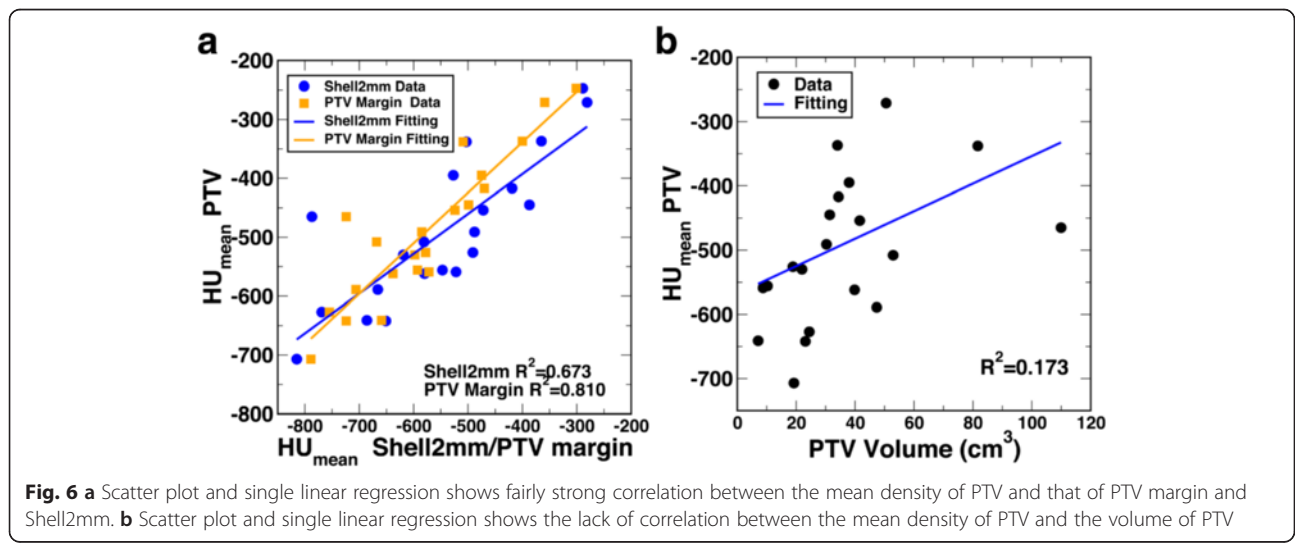 a
-200
-300
-400
-500
-600
-700
-800
HU_mean PTV
Shell2mm Data
PTV Margin Data
Shell2mm Fitting
PTV Margin Fitting
Shell2mm R²=0.673
PTV Margin R²=0.810
-800 -700 -600 -500 -400 -300 -200
HU_mean Shell2mm/PTV margin
b
-200
-300
-400
-500
-600
-700
HU_mean PTV
Data
Fitting
R²=0.173
0 20 40 60 80 100 120
PTV Volume (cm³)
Fig. 6 a Scatter plot and single linear regression shows fairly strong correlation between the mean density of PTV and that of PTV margin and
Shell2mm. b Scatter plot and single linear regression shows the lack of correlation between the mean density of PTV and the volume of PTV